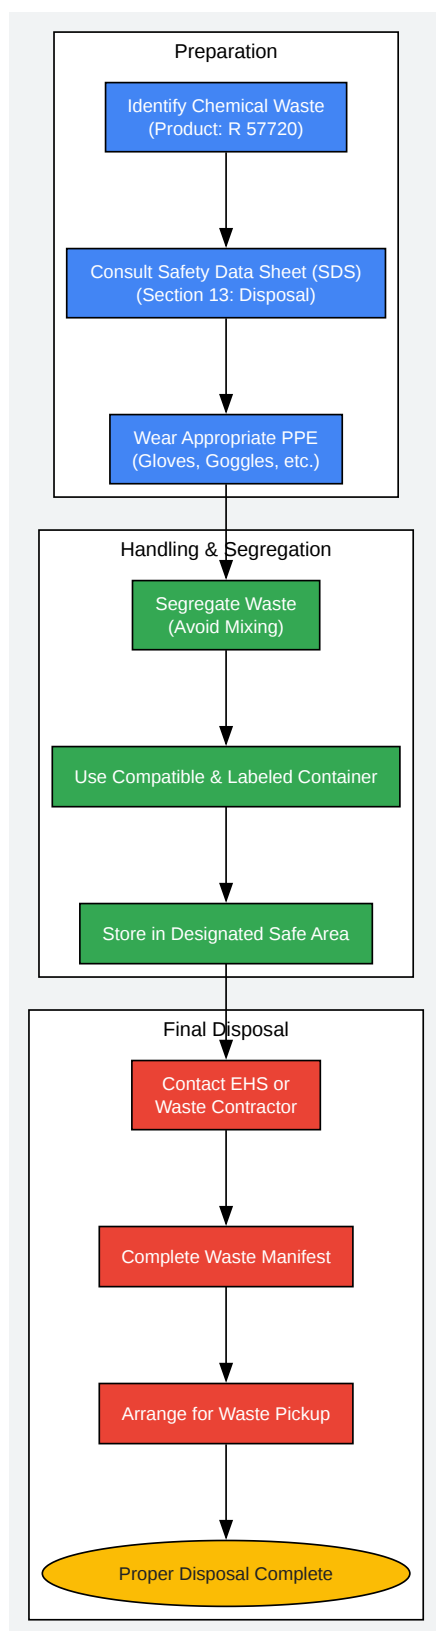 Preparation
Identify Chemical Waste
(Product: R 57720)
Consult Safety Data Sheet (SDS)
(Section 13: Disposal)
Wear Appropriate PPE
(Gloves, Goggles, etc.)
Handling & Segregation
Segregate Waste
(Avoid Mixing)
Use Compatible & Labeled Container
Store in Designated Safe Area
Final Disposal
Contact EHS or
Waste Contractor
Complete Waste Manifest
Arrange for Waste Pickup
Proper Disposal Complete